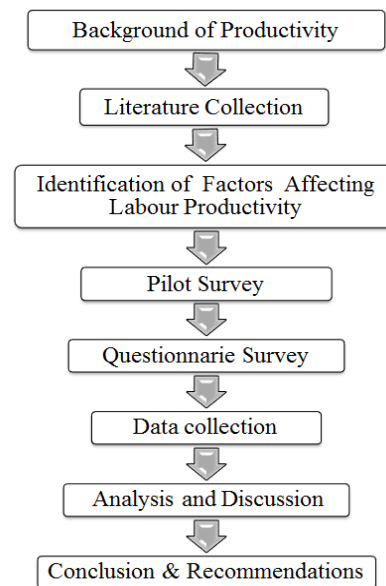 Background of Productivity
Literature Collection
Identification of Factors Affecting
Labour Productivity
Pilot Survey
Questionnarie Survey
Data collection
Analysis and Discussion
Conclusion & Recommendations